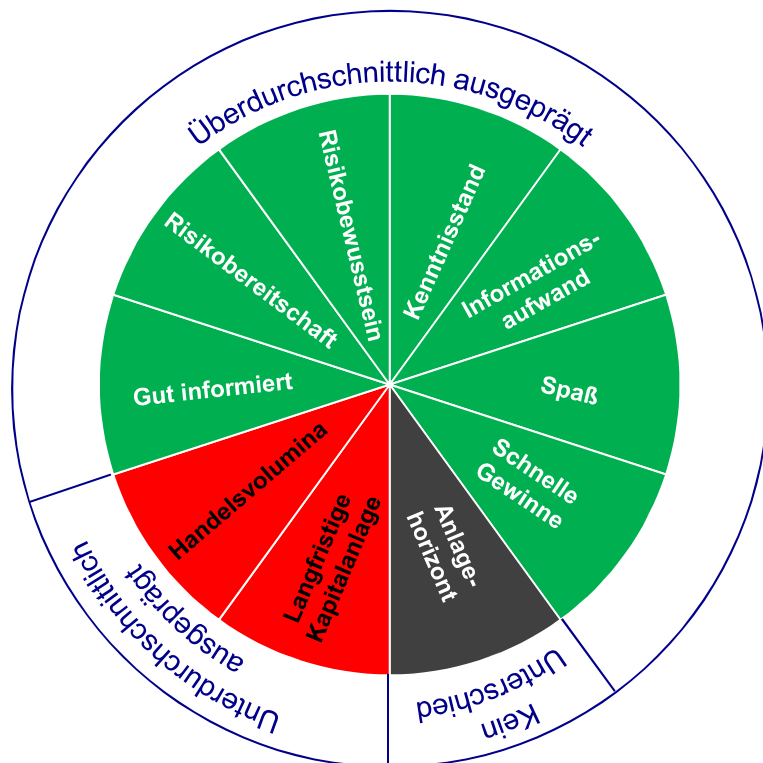 Überdurchschnittlich ausgeprägt
Kenntnisstand
Informations-
aufwand
Spaß
Schnelle
Gewinne
Anlage-
horizont
Langfristige
Kapitalanlage
Handelsvolumina
Gut informiert
Risikobereitschaft
Risikobewusstsein
Kein
Unterschied
Unterdurchschnittlich
ausgeprägt